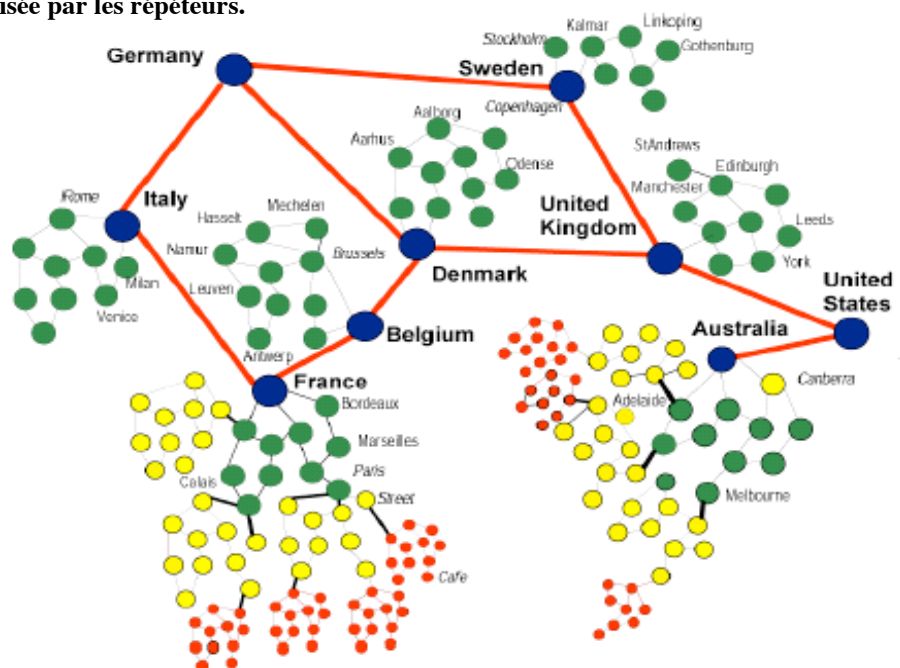 isée par les répéteurs.
Kalmar
Linkoping
Stockholm
Gothenburg
Germany
Sweden
Copenhagen
Aalborg
Aarhus
Odense
StAndrews
Edinburgh
Manchester
Leeds
York
United
Kingdom
Rome
Italy
Mechelen
Hasselt
Namur
Brussels
Leuven
Milan
Venice
Denmark
United
States
Belgium
Antwerp
Australia
France
Bordeaux
Canberra
Adelaide
Marseilles
Calais
Paris
Street
Melbourne
Cafe